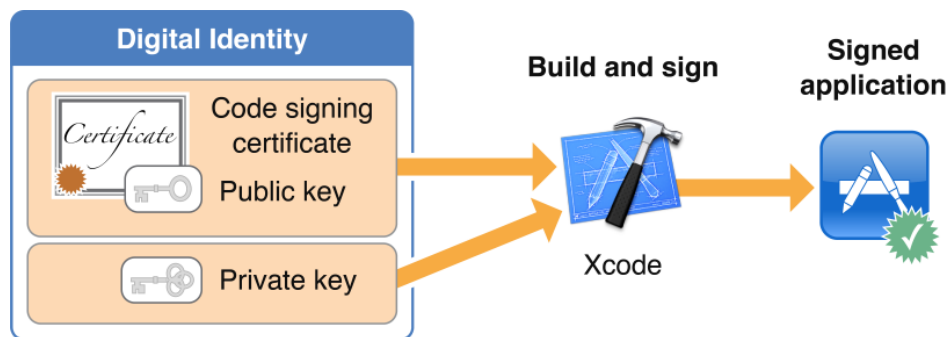 Digital Identity
Certificate
Code signing
certificate
Public key
Private key
Build and sign
Xcode
Signed
application